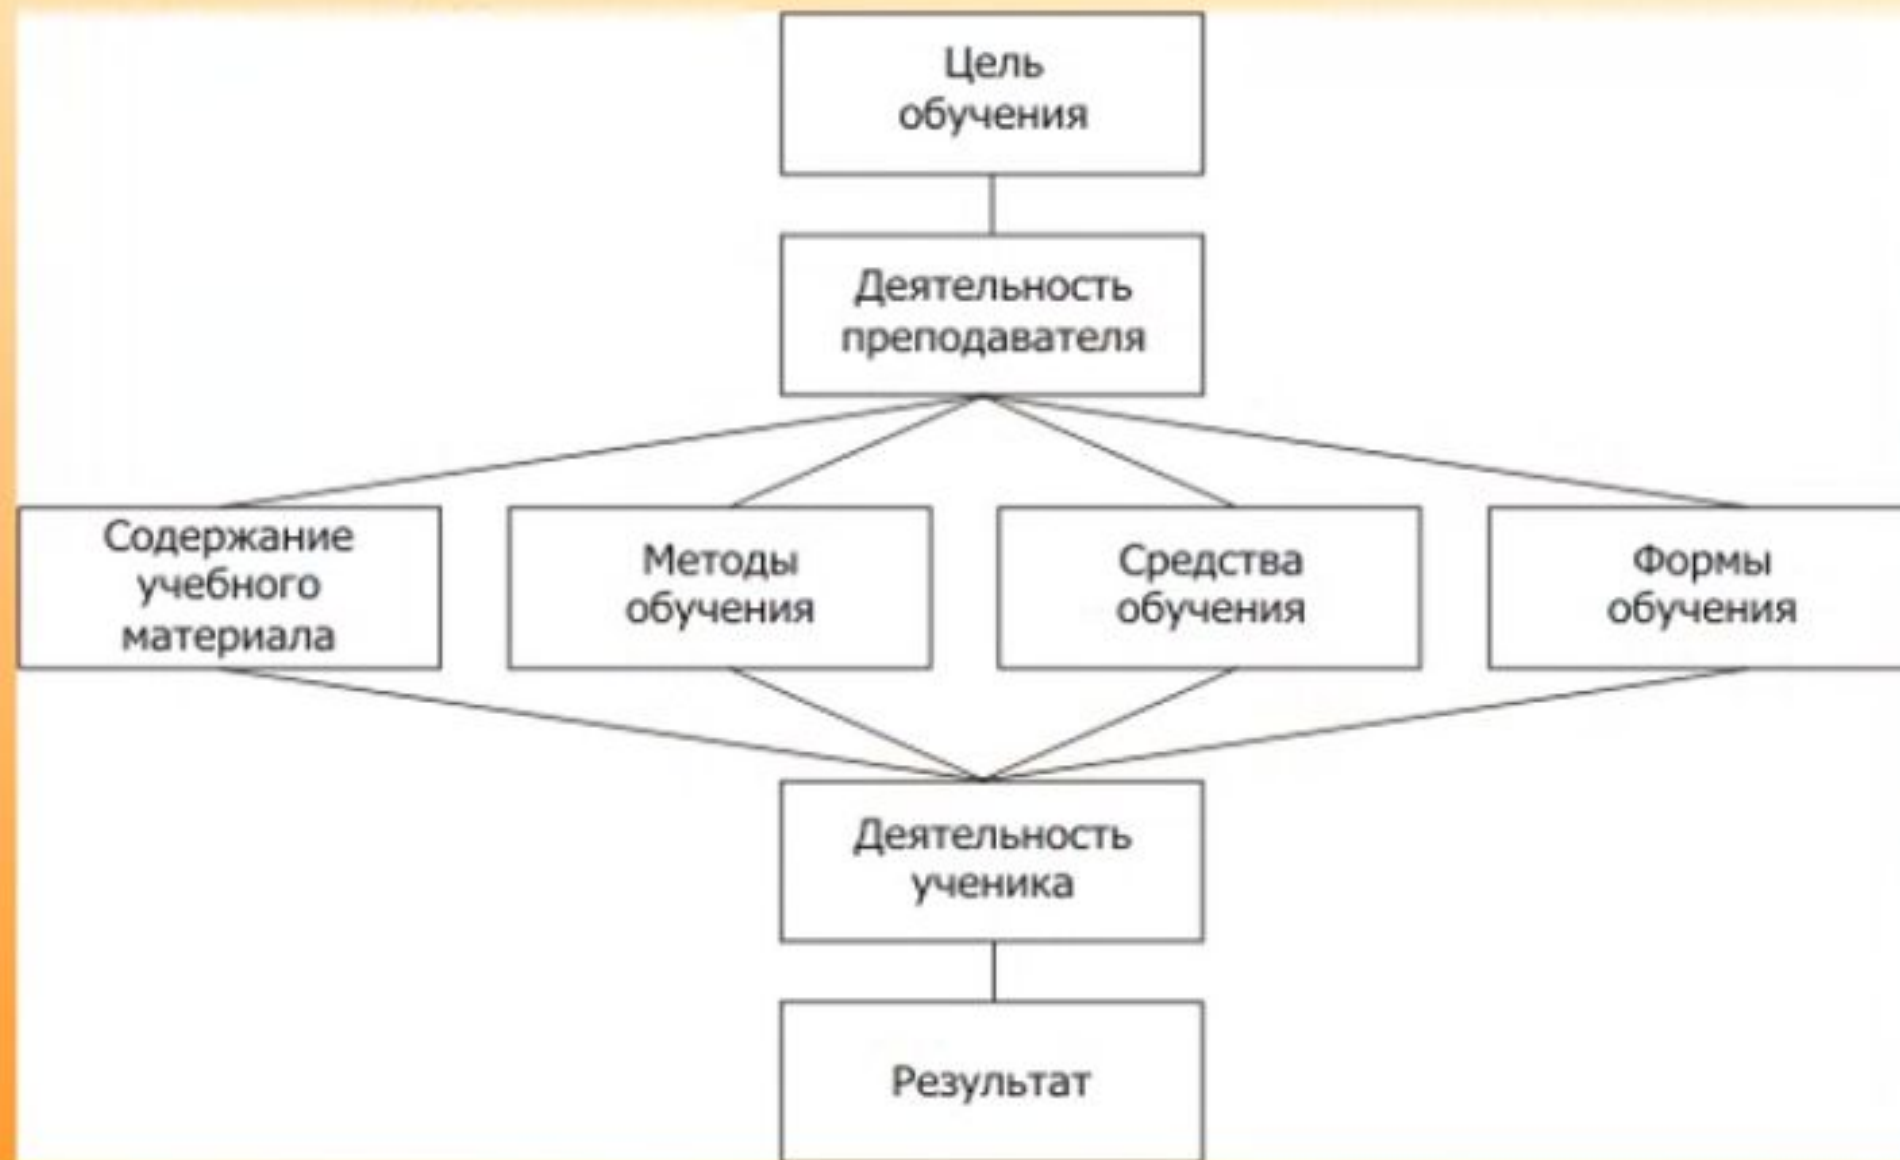 Цель
обучения
Деятельность
преподавателя
Содержание
учебного
материала
Методы
обучения
Средства
обучения
Формы
обучения
Деятельность
ученика
Результат